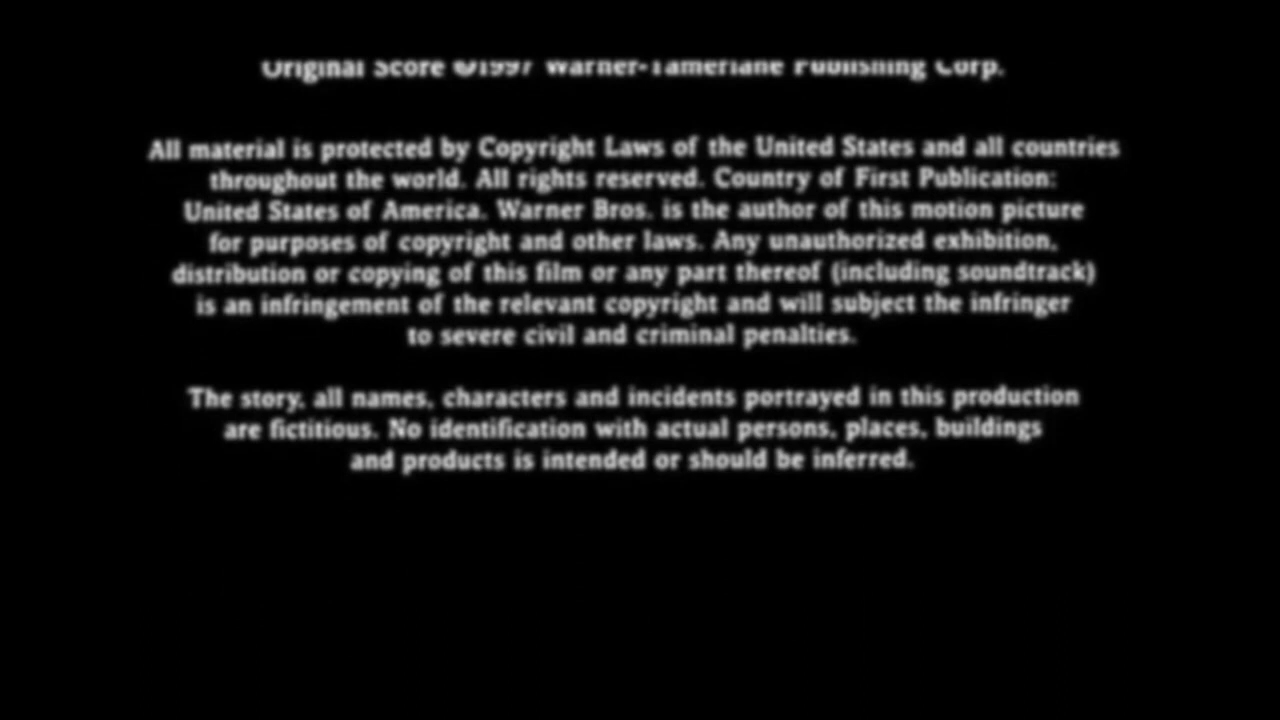 Original Score ©1997 Warner-Tamerlane Publishing Corp.
All material is protected by Copyright Laws of the United States and all countries
throughout the world. All rights reserved. Country of First Publication:
United States of America. Warner Bros. is the author of this motion picture
for purposes of copyright and other laws. Any unauthorized exhibition,
distribution or copying of this film or any part thereof (including soundtrack)
is an infringement of the relevant copyright and will subject the infringer
to severe civil and criminal penalties.
The story, all names, characters and incidents portrayed in this production
are fictitious. No identification with actual persons, places, buildings
and products is intended or should be inferred.